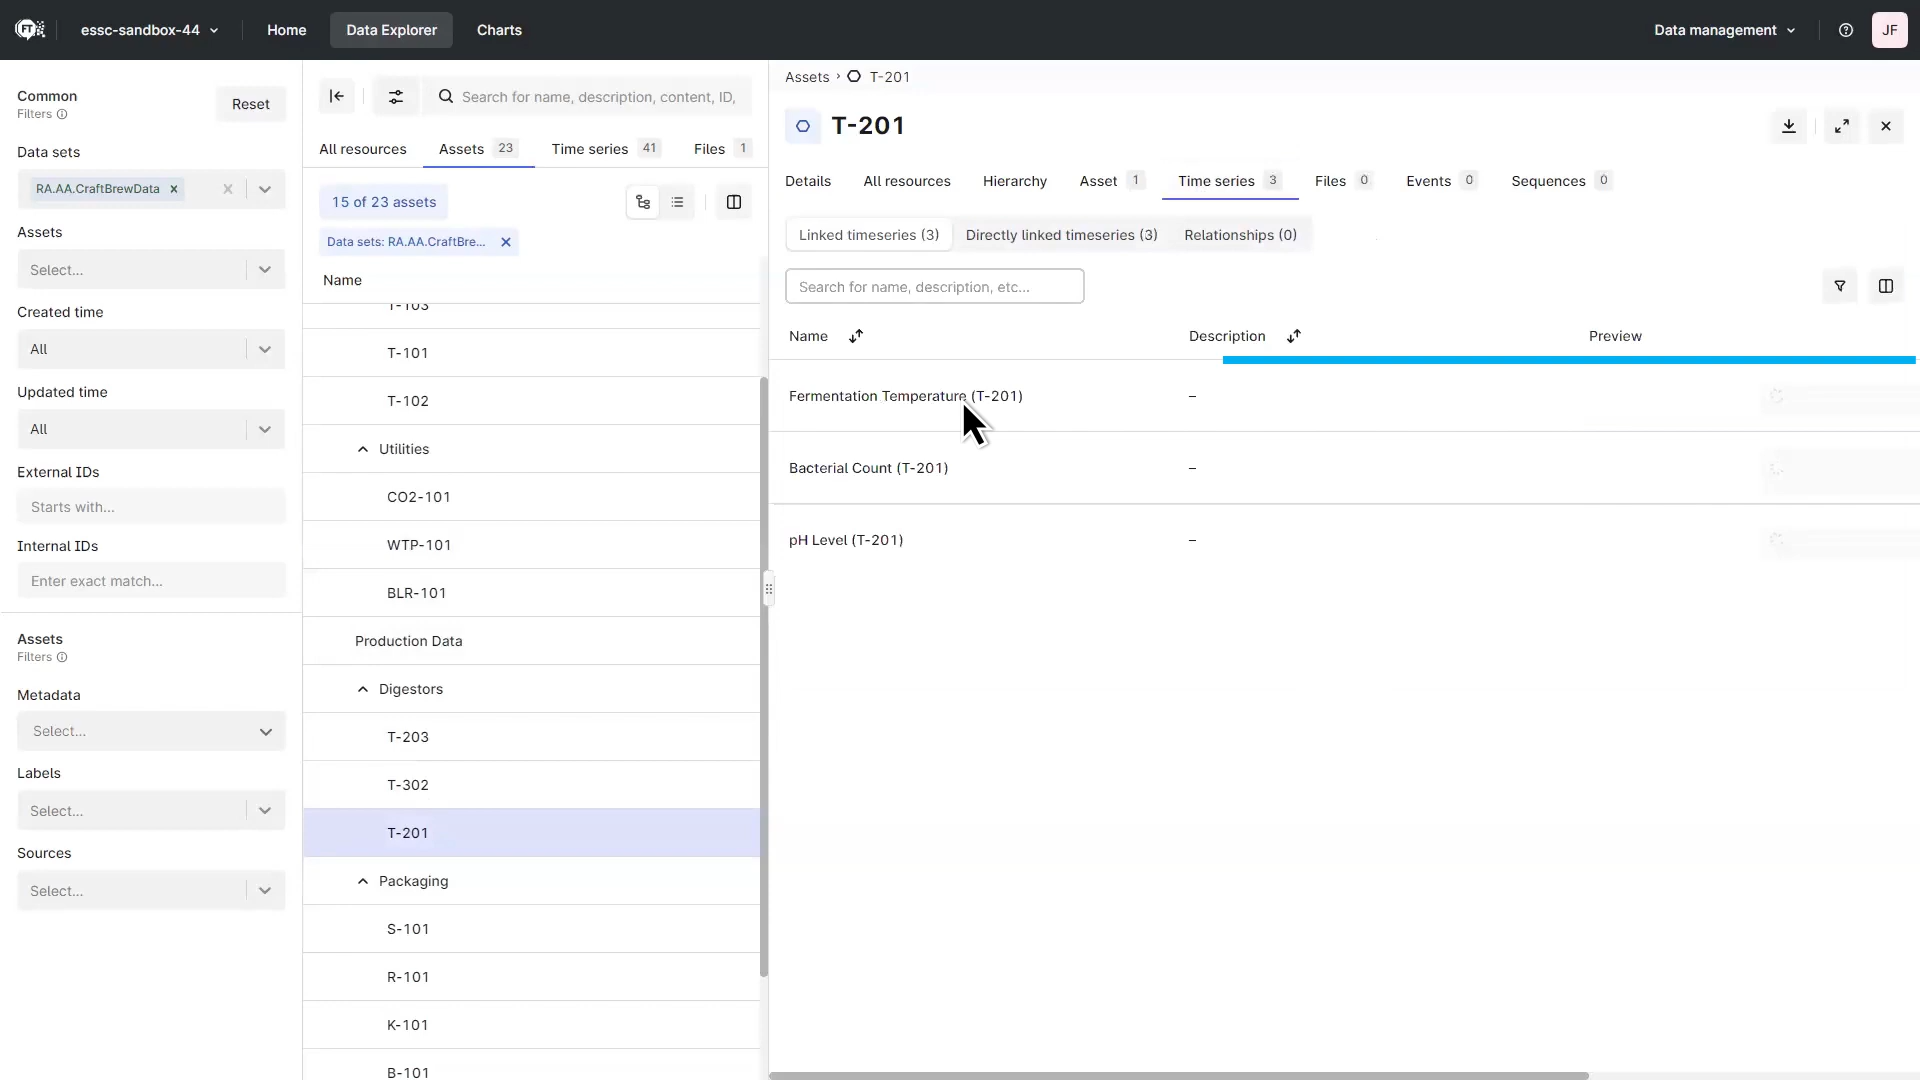 essc-sandbox-44
Home
Data Explorer
Charts
Data management
JF
Common
Filters
Reset
Data sets
RA.AA.CraftBrewData
Assets
Select...
Created time
All
Updated time
All
External IDs
Starts with...
Internal IDs
Enter exact match...
Assets
Filters
Metadata
Select...
Labels
Select...
Sources
Select...
Search for name, description, content, ID,
All resources
Assets 23
Time series 41
Files 1
15 of 23 assets
Data sets: RA.AA.CraftBre...
Name
T-103
T-101
T-102
Utilities
CO2-101
WTP-101
BLR-101
Production Data
Digestors
T-203
T-302
T-201
Packaging
S-101
R-101
K-101
B-101
Assets › T-201
T-201
Details
All resources
Hierarchy
Asset 1
Time series 3
Files 0
Events 0
Sequences 0
Linked timeseries (3)
Directly linked timeseries (3)
Relationships (0)
Search for name, description, etc...
Name
Description
Preview
Fermentation Temperature (T-201) –
Bacterial Count (T-201) –
pH Level (T-201) –